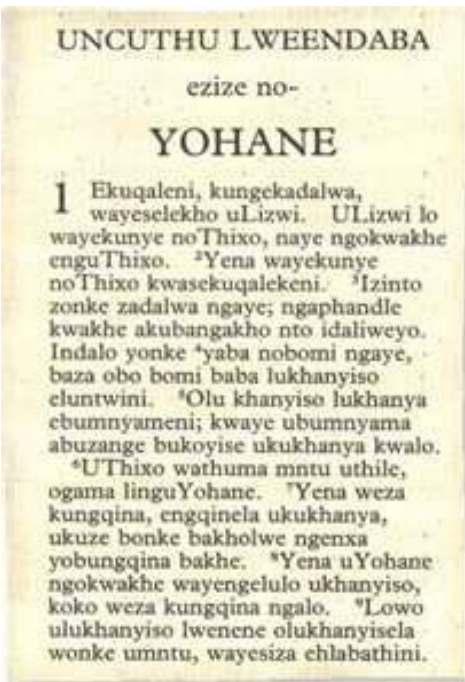 UNCUTHU LWEENDABA
ezize no-
YOHANE
1 Ekuqaleni, kungekadalwa,
wayeselekho uLizwi. ULizwi lo
wayekunye noThixo, naye ngokwakhe
enguThixo. ²Yena wayekunye
noThixo kwasekuqalekeni. ³Izinto
zonke zadalwa ngaye; ngaphandle
kwakhe akubangakho nto idaliweyo.
Indalo yonke ⁴yaba nobomi ngaye,
baza obo bomi baba lukhanyiso
eluntwini. ⁵Olu khanyiso lukhanya
ebumnyameni; kwaye ubumnyama
abuzange bukoyise ukukhanya kwalo.
⁶UThixo wathuma mntu uthile,
ogama linguYohane. ⁷Yena weza
kungqina, engqinela ukukhanya,
ukuze bonke bakholwe ngenxa
yobungqina bakhe. ⁸Yena uYohane
ngokwakhe wayengelulo ukhanyiso,
koko weza kungqina ngalo. ⁹Lowo
ulukhanyiso lwenene olukhanyisela
wonke umntu, wayesiza ehlabathini.